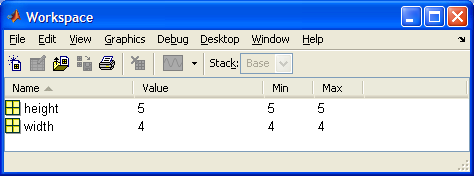 Workspace
File Edit View Graphics Debug Desktop Window Help
Stack: Base
Name Value Min Max
height 5 5 5
width 4 4 4